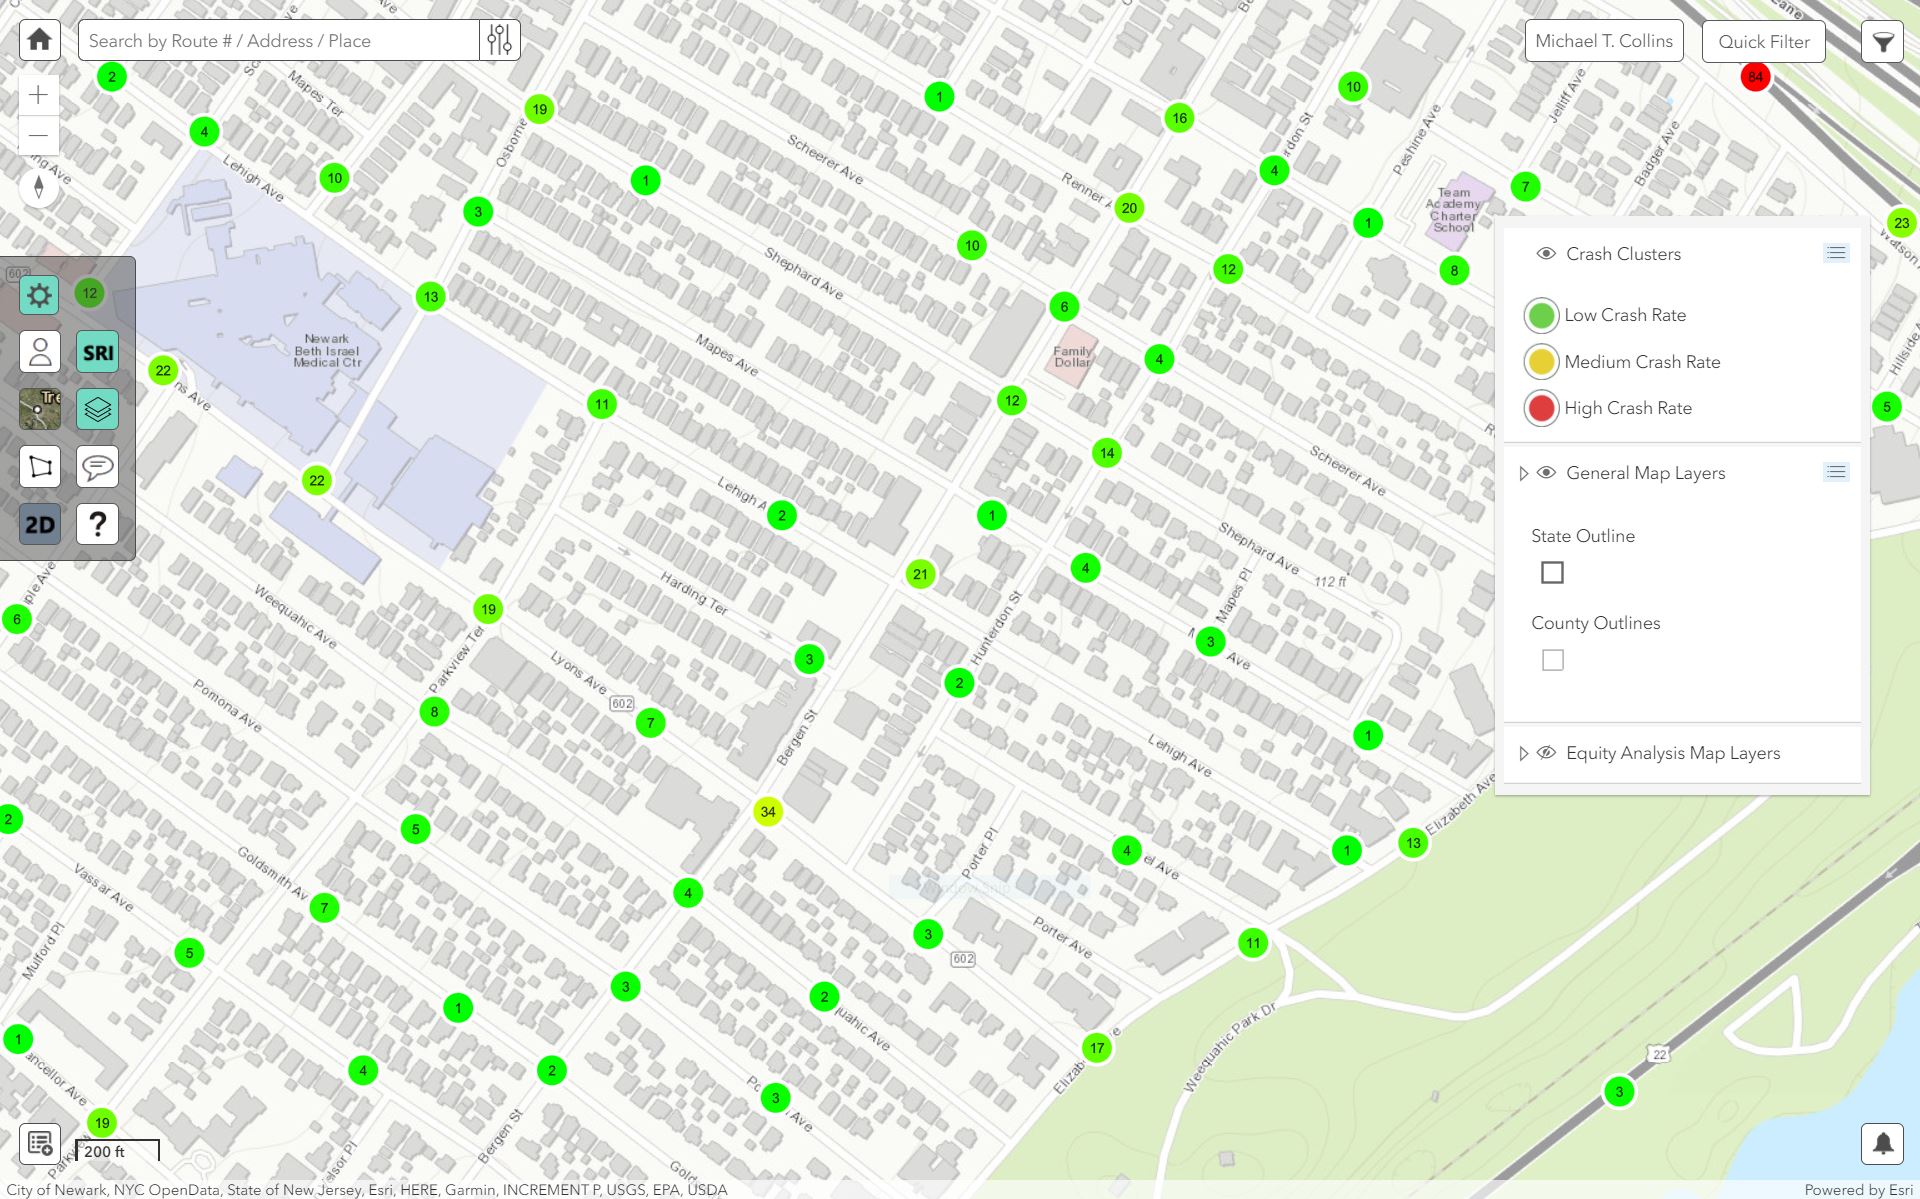 Search by Route # / Address / Place
Michael T. Collins
Quick Filter
84
2
19
1
10
16
Mapes Ter
Jelliff Ave
4
Osborne
Scheerer Ave
Peshine Ave
Badger Ave
Lehigh Ave
10
1
4
Renner
7
3
20
Team
Academy
Charter
School
1
23
10
Shephard Ave
12
8
602
12
13
6
Crash Clusters
Low Crash Rate
Medium Crash Rate
High Crash Rate
Newark
Beth Israel
Medical Ctr
Mapes Ave
Family
Dollar
4
SRI
22
11
12
5
14
Scheerer Ave
General Map Layers
22
Lehigh A
2
1
2D
?
State Outline
County Outlines
Shephard Ave
112 ft
21
4
Harding Ter
Weequahic Ave
19
6
Hunterdon St
Mapes Pl
3
Ave
Parkview Ter
Lyons Ave
3
2
602
Pomona Ave
8
7
Bergen St
1
Lehigh Ave
Equity Analysis Map Layers
Elizabeth Ave
34
2
5
13
4
1
Porter Pl
el Ave
Goldsmith Av
Vassar Ave
4
7
3
Porter Ave
11
Mulford Pl
5
602
3
2
1
Weequahic Park Dr
1
17
22
4
2
3
3
19
Bergen St
200 ft
City of Newark, NYC OpenData, State of New Jersey, Esri, HERE, Garmin, INCREMENT P, USGS, EPA, USDA
Powered by Esri